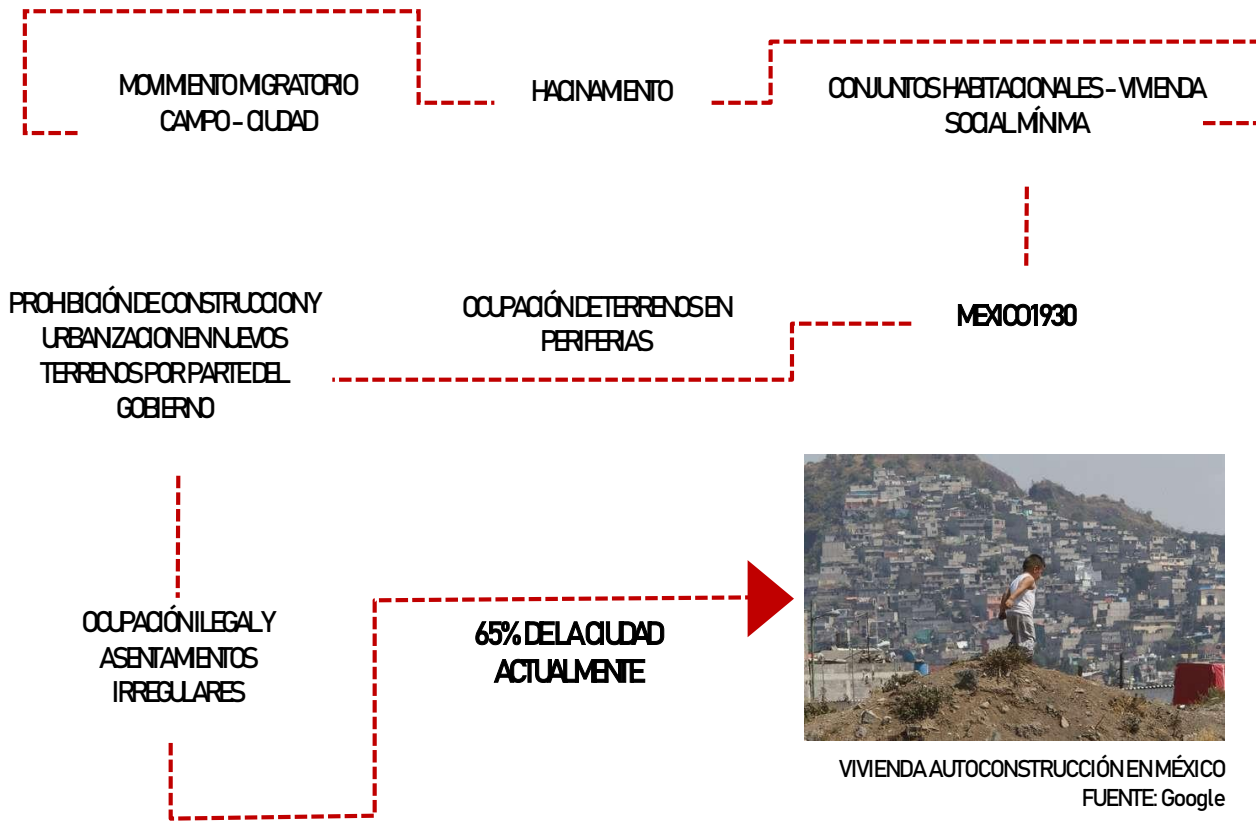 MOVIMIENTO MIGRATORIO
CAMPO – CIUDAD
HACINAMIENTO
CONJUNTOS HABITACIONALES – VIVIENDA
SOCIAL MÍNIMA
PROHIBICIÓN DE CONSTRUCCION Y
URBANIZACION EN NUEVOS
TERRENOS POR PARTE DEL
GOBIERNO
OCUPACIÓN DE TERRENOS EN
PERIFERIAS
MEXICO 1930
OCUPACIÓN ILEGAL Y
ASENTAMIENTOS
IRREGULARES
65% DE LA CIUDAD
ACTUALMENTE
VIVIENDA AUTOCONSTRUCCIÓN EN MÉXICO
FUENTE: Google